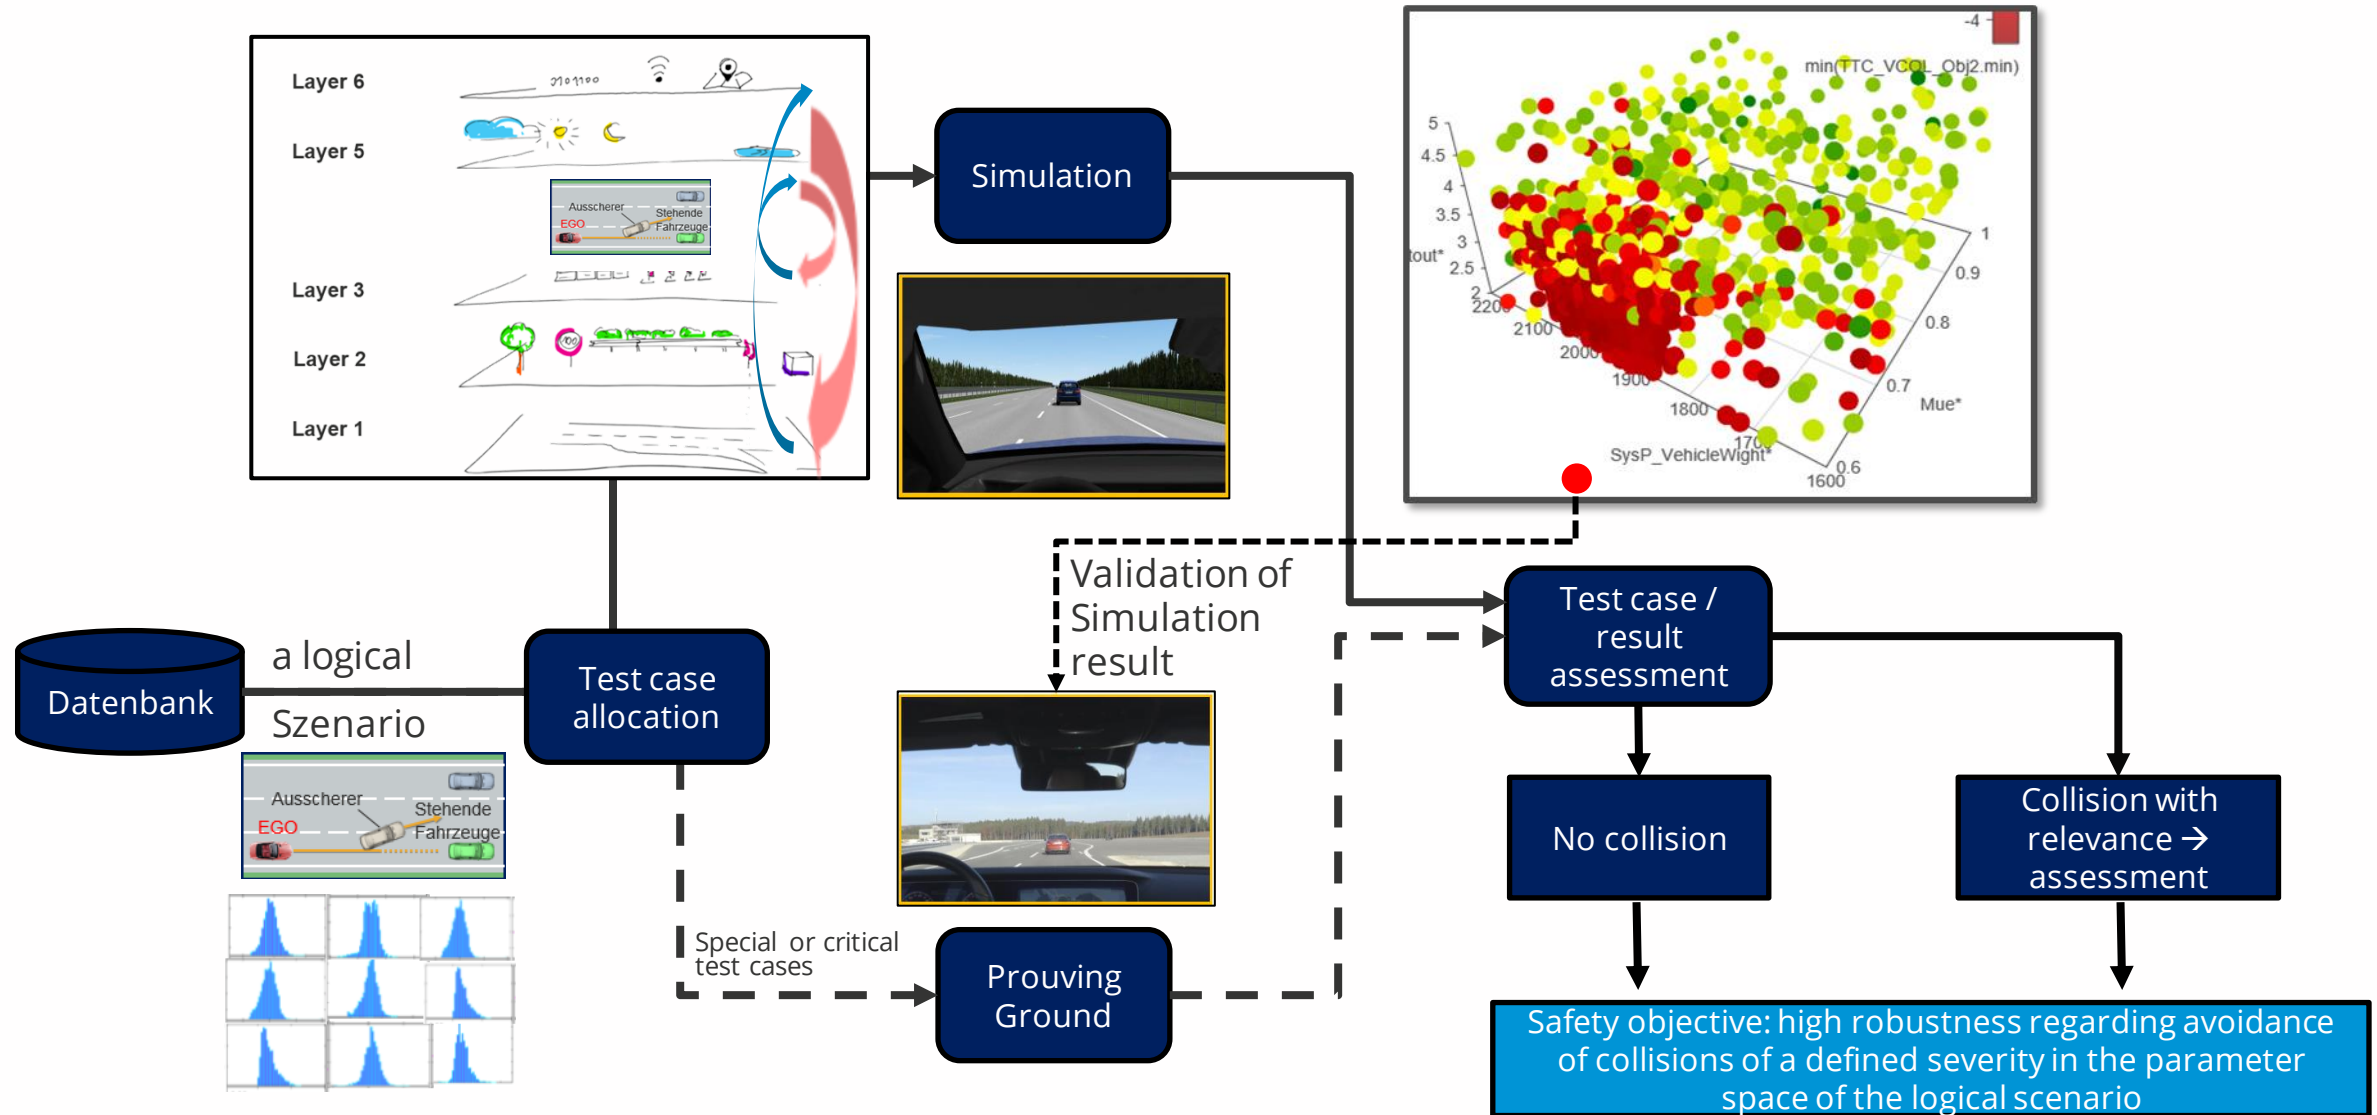 Layer 6
Layer 5
Ausscherer
Stehende
EGO
Fahrzeuge
Layer 3
Layer 2
100
Layer 1
Simulation
-4
min(TTC_VCOL_Obj2.min)
5
4.5
4
3.5
3
tout*
2.5
2
2200
2100
2000
1900
1800
1700
1600
SysP_VehicleWight*
1
0.9
0.8
0.7
0.6
Mue*
Validation of
Simulation
result
Datenbank
a logical
Szenario
Test case
allocation
Ausscherer
Stehende
EGO
Fahrzeuge
Special or critical
test cases
Prouving
Ground
Test case /
result
assessment
No collision
Collision with
relevance →
assessment
Safety objective: high robustness regarding avoidance
of collisions of a defined severity in the parameter
space of the logical scenario